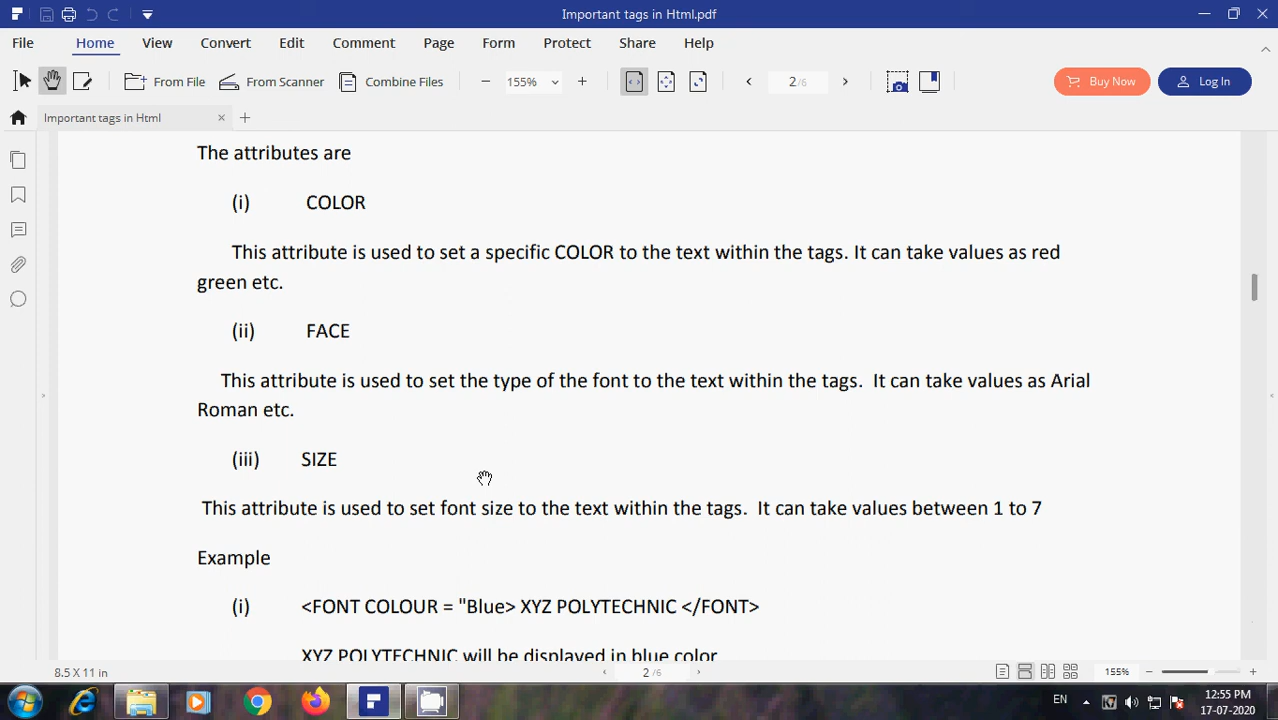 Important tags in Html.pdf
File Home View Convert Edit Comment Page Form Protect Share Help
From File From Scanner Combine Files 155% 2/6 Buy Now Log In
Important tags in Html
The attributes are
(i) COLOR
This attribute is used to set a specific COLOR to the text within the tags. It can take values as red
green etc.
(ii) FACE
This attribute is used to set the type of the font to the text within the tags. It can take values as Arial
Roman etc.
(iii) SIZE
This attribute is used to set font size to the text within the tags. It can take values between 1 to 7
Example
(i) <FONT COLOUR = "Blue> XYZ POLYTECHNIC </FONT>
XYZ POLYTECHNIC will be displayed in blue color
8.5 X 11 in 2/6 155%
EN 12:55 PM
17-07-2020